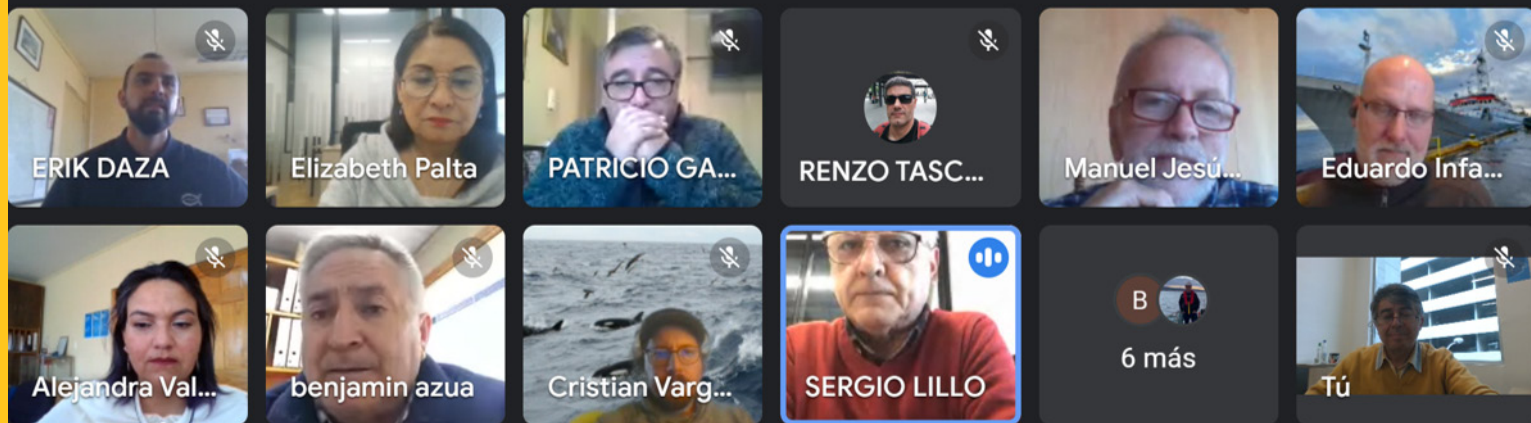 ERIK DAZA
Elizabeth Palta
PATRICIO GA...
RENZO TASC...
Manuel Jesú...
Eduardo Infa...
Alejandra Val...
benjamin azua
Cristian Varg...
SERGIO LILLO
B
6 más
Tú